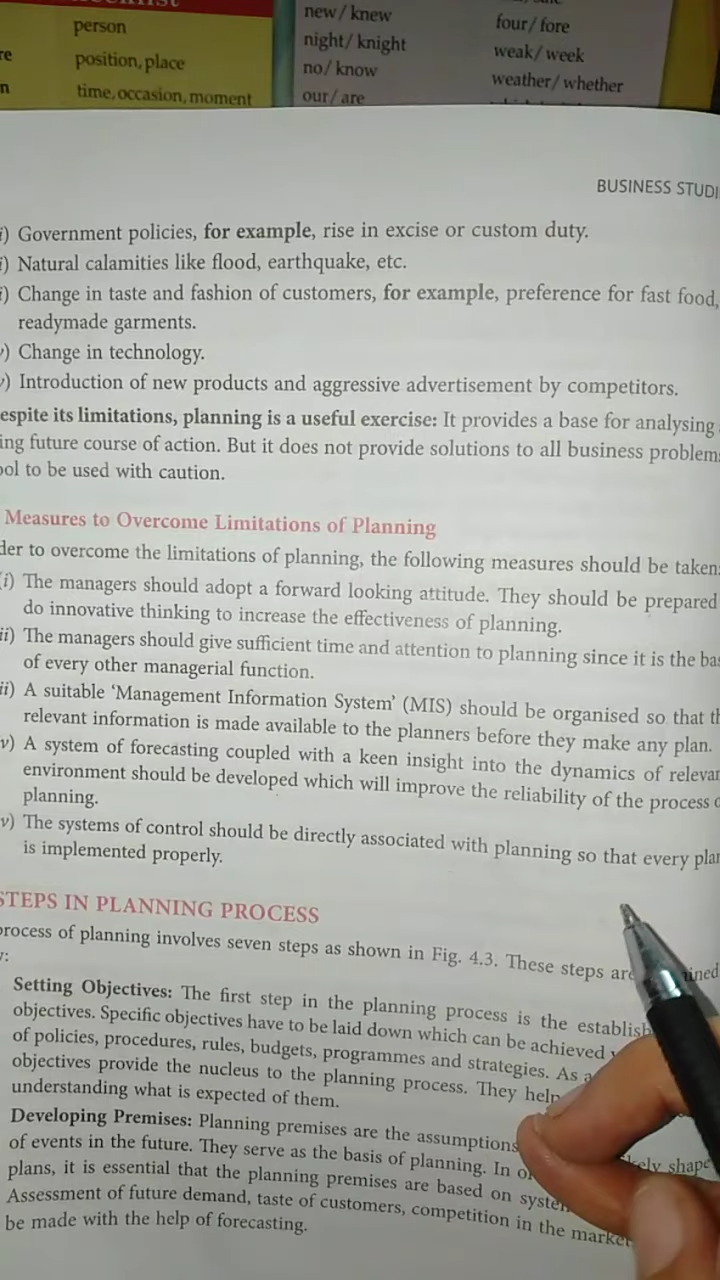 person
position, place
time, occasion, moment
new / knew
night / knight
no / know
our / are
four / fore
weak / week
weather / whether
BUSINESS STUDI
i) Government policies, for example, rise in excise or custom duty.
i) Natural calamities like flood, earthquake, etc.
i) Change in taste and fashion of customers, for example, preference for fast food,
readymade garments.
) Change in technology.
) Introduction of new products and aggressive advertisement by competitors.
espite its limitations, planning is a useful exercise: It provides a base for analysing
ing future course of action. But it does not provide solutions to all business problem
ool to be used with caution.
Measures to Overcome Limitations of Planning
der to overcome the limitations of planning, the following measures should be taken:
(i) The managers should adopt a forward looking attitude. They should be prepared
do innovative thinking to increase the effectiveness of planning.
ii) The managers should give sufficient time and attention to planning since it is the bas
of every other managerial function.
ii) A suitable 'Management Information System' (MIS) should be organised so that th
relevant information is made available to the planners before they make any plan.
v) A system of forecasting coupled with a keen insight into the dynamics of relevan
environment should be developed which will improve the reliability of the process o
planning.
v) The systems of control should be directly associated with planning so that every plan
is implemented properly.
STEPS IN PLANNING PROCESS
process of planning involves seven steps as shown in Fig. 4.3. These steps are ined
y:
Setting Objectives: The first step in the planning process is the establish
objectives. Specific objectives have to be laid down which can be achieved
of policies, procedures, rules, budgets, programmes and strategies. As a
objectives provide the nucleus to the planning process. They help
understanding what is expected of them.
Developing Premises: Planning premises are the assumptions kely shape
of events in the future. They serve as the basis of planning. In or
plans, it is essential that the planning premises are based on system
Assessment of future demand, taste of customers, competition in the market
be made with the help of forecasting.